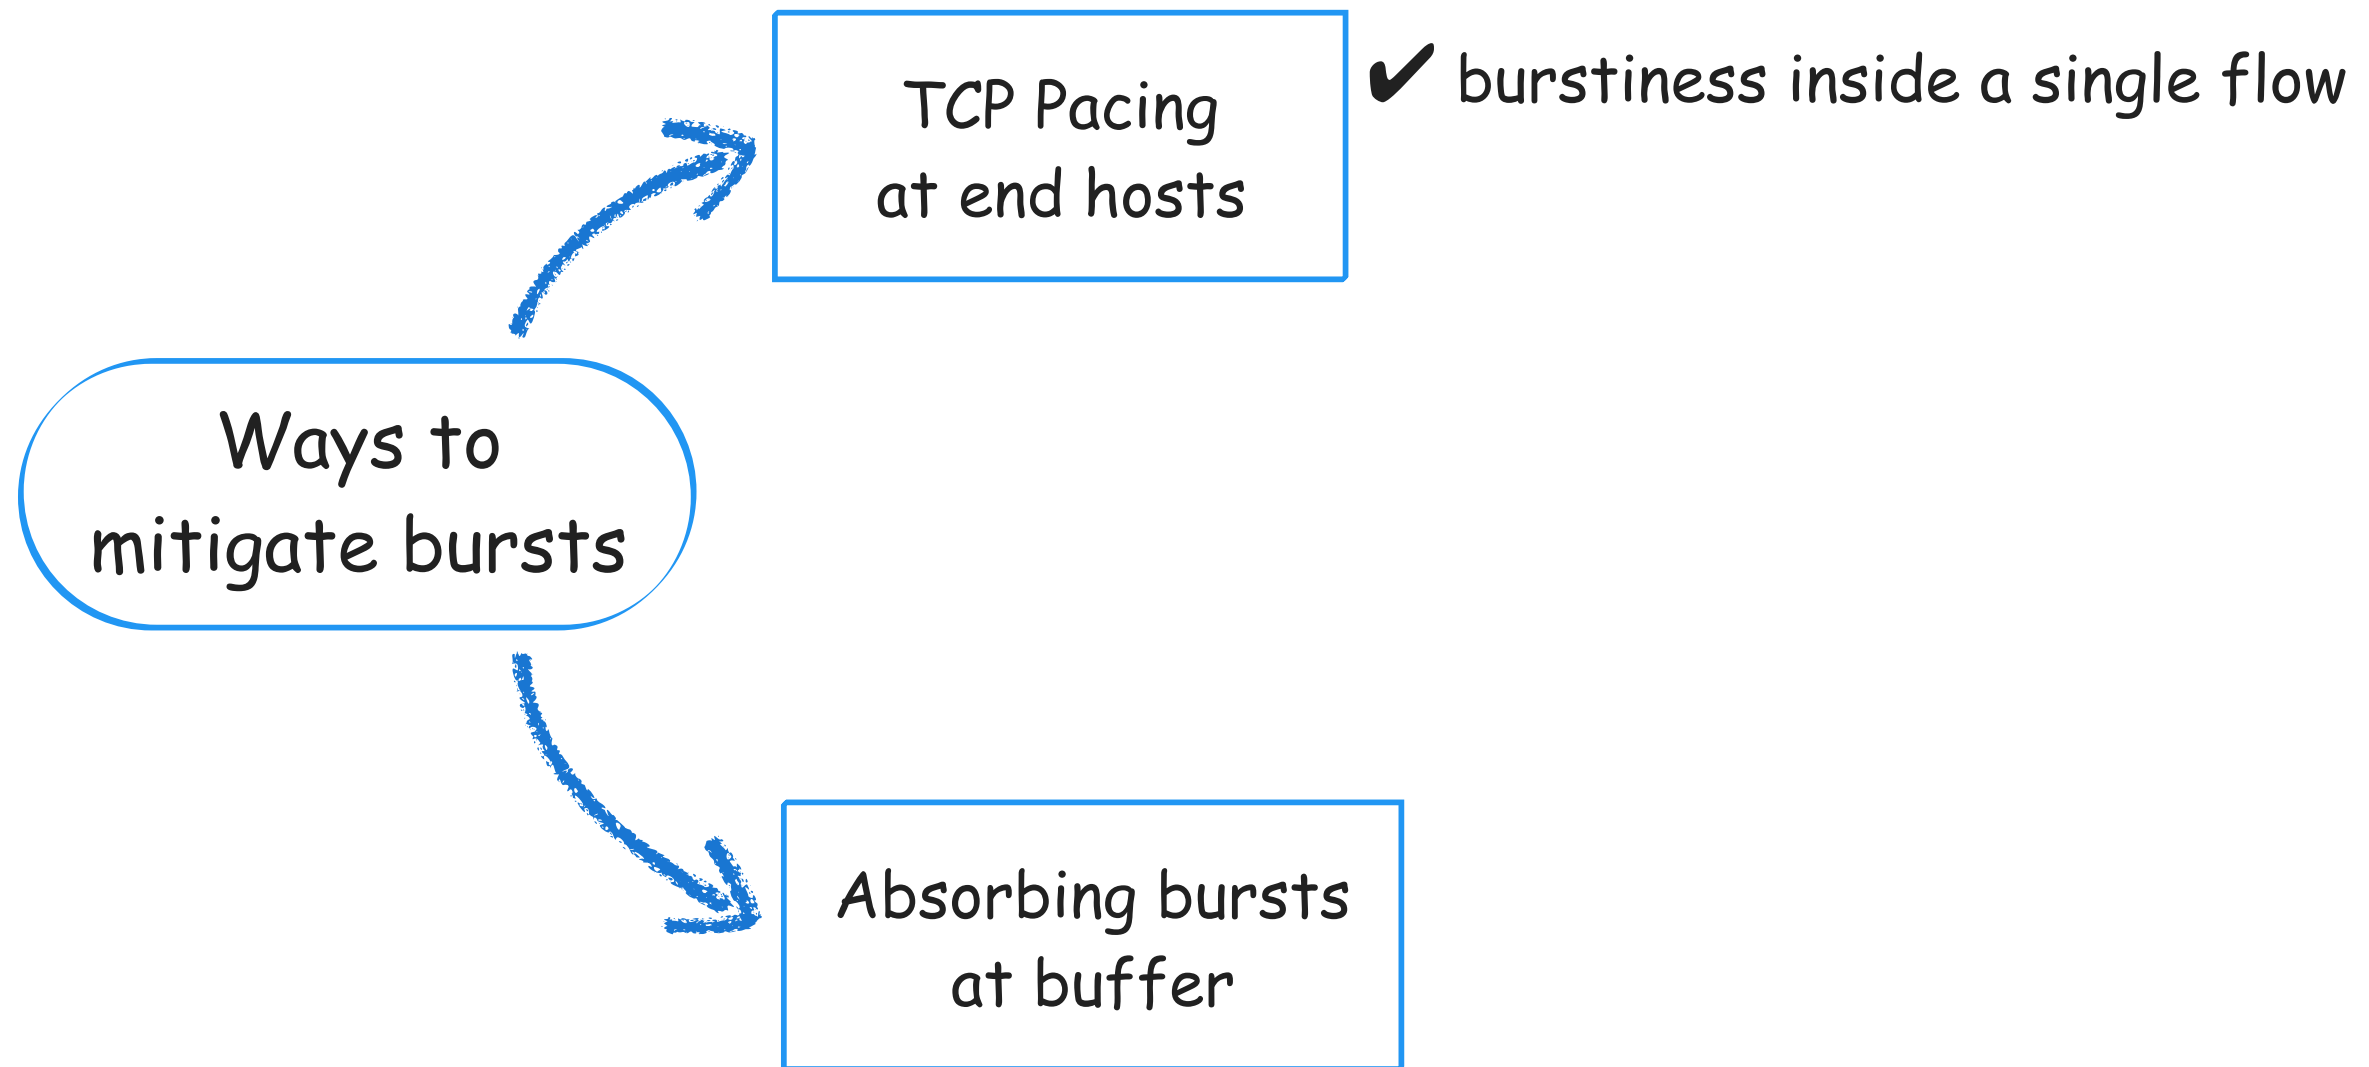 TCP Pacing
at end hosts
✔ burstiness inside a single flow
Ways to
mitigate bursts
Absorbing bursts
at buffer